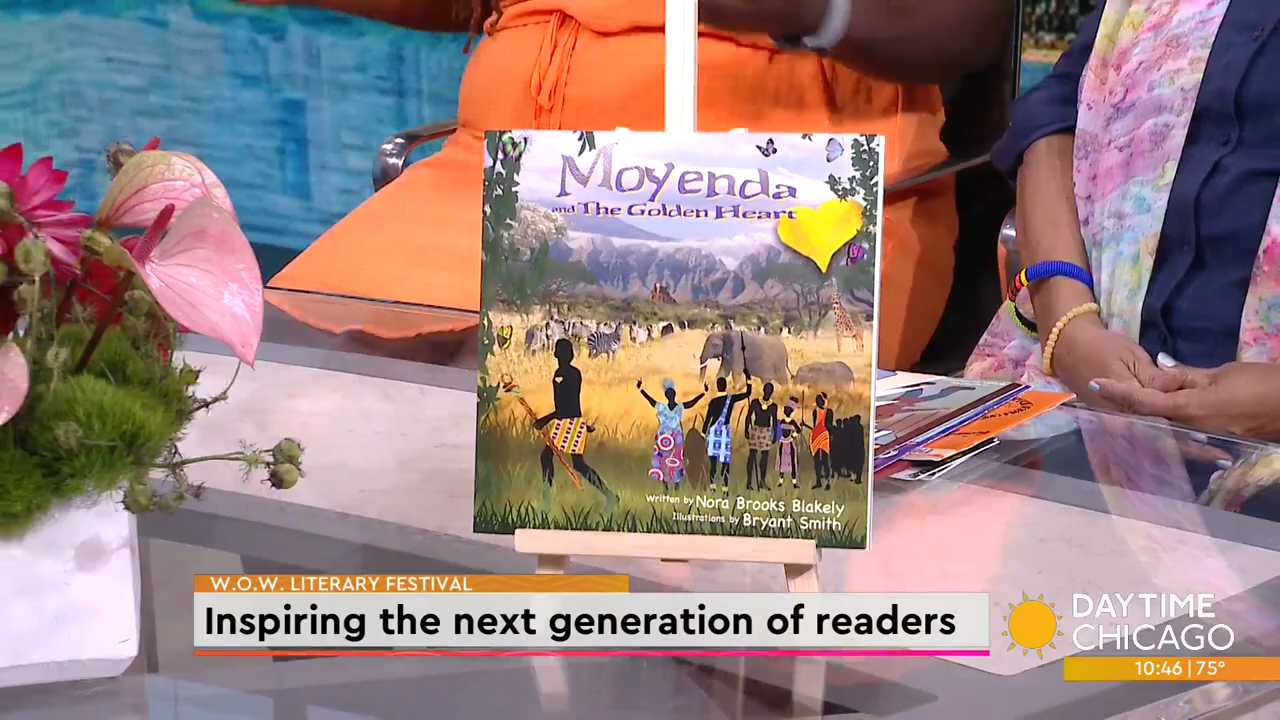 Moyenda
and The Golden Heart
Written by Nora Brooks Blakely
Illustrations by Bryant Smith
W.O.W. LITERARY FESTIVAL
Inspiring the next generation of readers
DAYTIME
CHICAGO
10:46 | 75°